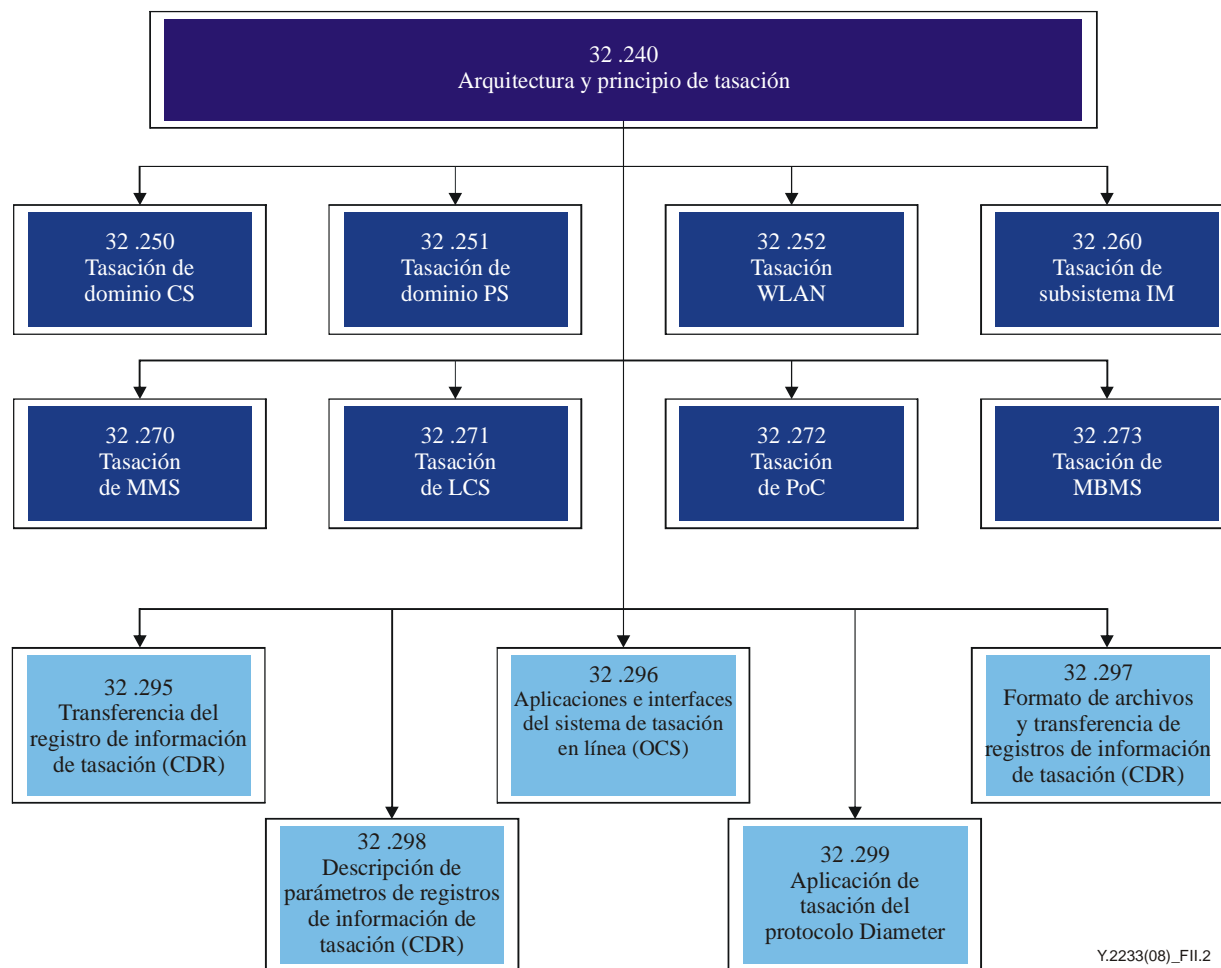 32 .240
Arquitectura y principio de tasación
32 .250
Tasación de
dominio CS
32 .251
Tasación de
dominio PS
32 .252
Tasación
WLAN
32 .260
Tasación de
subsistema IM
32 .270
Tasación
de MMS
32 .271
Tasación
de LCS
32 .272
Tasación
de PoC
32 .273
Tasación de
MBMS
32 .295
Transferencia del
registro de información
de tasación (CDR)
32 .296
Aplicaciones e interfaces
del sistema de tasación
en línea (OCS)
32 .297
Formato de archivos
y transferencia de
registros de información
de tasación (CDR)
32 .298
Descripción de
parámetros de registros
de información de
tasación (CDR)
32 .299
Aplicación de
tasación del
protocolo Diameter
Y.2233(08)_FII.2